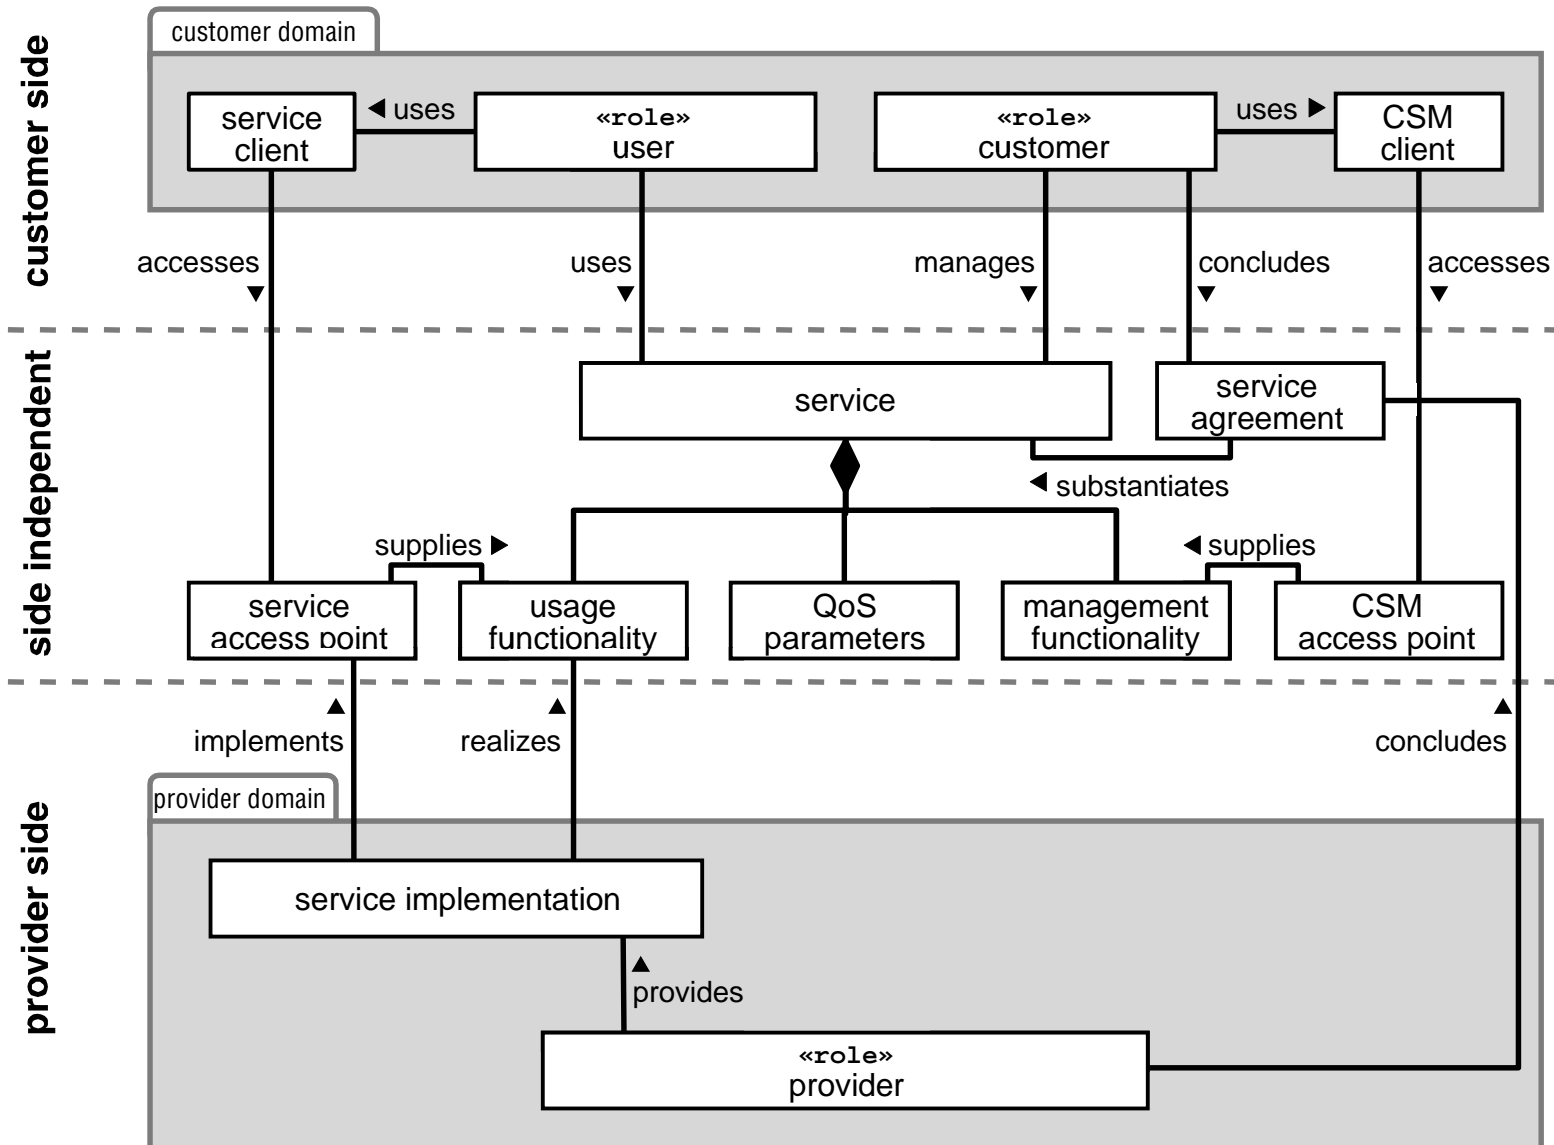 customer side
customer domain
service
client
◄ uses
«role»
user
«role»
customer
uses ►
CSM
client
accesses
▼
uses
▼
manages
▼
concludes
▼
accesses
▼
side independent
service
service
agreement
◄ substantiates
supplies ►
◄ supplies
service
access point
usage
functionality
QoS
parameters
management
functionality
CSM
access point
▲
implements
▲
realizes
▲
concludes
provider side
provider domain
service implementation
▲
provides
«role»
provider